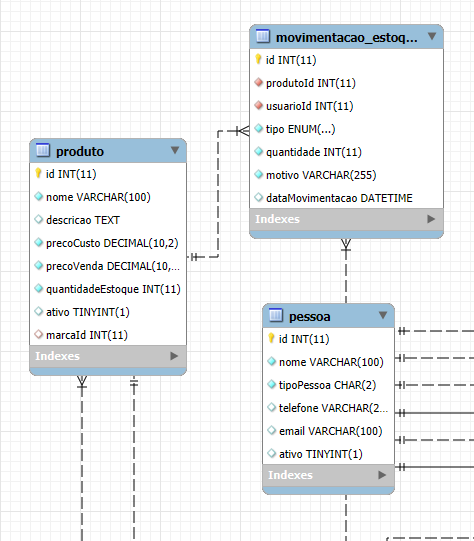 movimentacao_estoq...
id INT(11)
produtoId INT(11)
usuarioId INT(11)
tipo ENUM(...)
quantidade INT(11)
motivo VARCHAR(255)
dataMovimentacao DATETIME
Indexes
produto
id INT(11)
nome VARCHAR(100)
descricao TEXT
precoCusto DECIMAL(10,2)
precoVenda DECIMAL(10,...
quantidadeEstoque INT(11)
ativo TINYINT(1)
marcaId INT(11)
Indexes
pessoa
id INT(11)
nome VARCHAR(100)
tipoPessoa CHAR(2)
telefone VARCHAR(2...
email VARCHAR(100)
ativo TINYINT(1)
Indexes